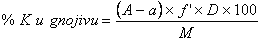 % K u gnojivu = (A − a) × f' × D × 100 / M